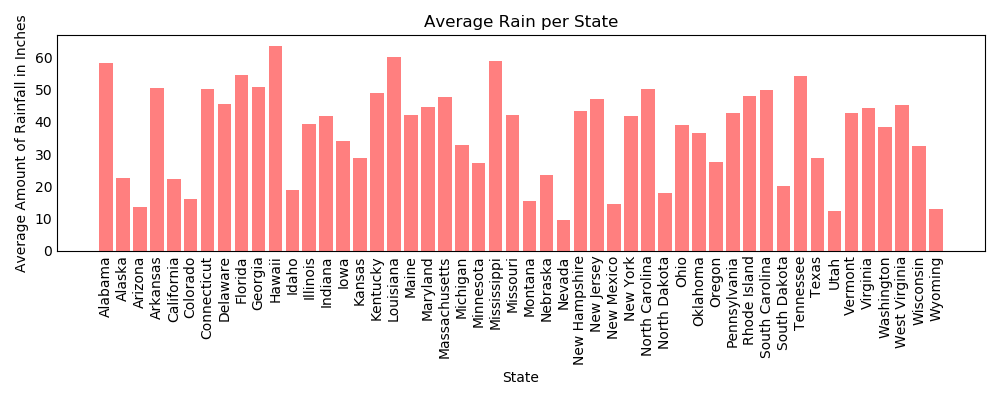 Average Rain per State
Average Amount of Rainfall in Inches
60
50
40
30
20
10
0
Alabama
Alaska
Arizona
Arkansas
California
Colorado
Connecticut
Delaware
Florida
Georgia
Hawaii
Idaho
Illinois
Indiana
Iowa
Kansas
Kentucky
Louisiana
Maine
Maryland
Massachusetts
Michigan
Minnesota
Mississippi
Missouri
Montana
Nebraska
Nevada
New Hampshire
New Jersey
New Mexico
New York
North Carolina
North Dakota
Ohio
Oklahoma
Oregon
Pennsylvania
Rhode Island
South Carolina
South Dakota
Tennessee
Texas
Utah
Vermont
Virginia
Washington
West Virginia
Wisconsin
Wyoming
State